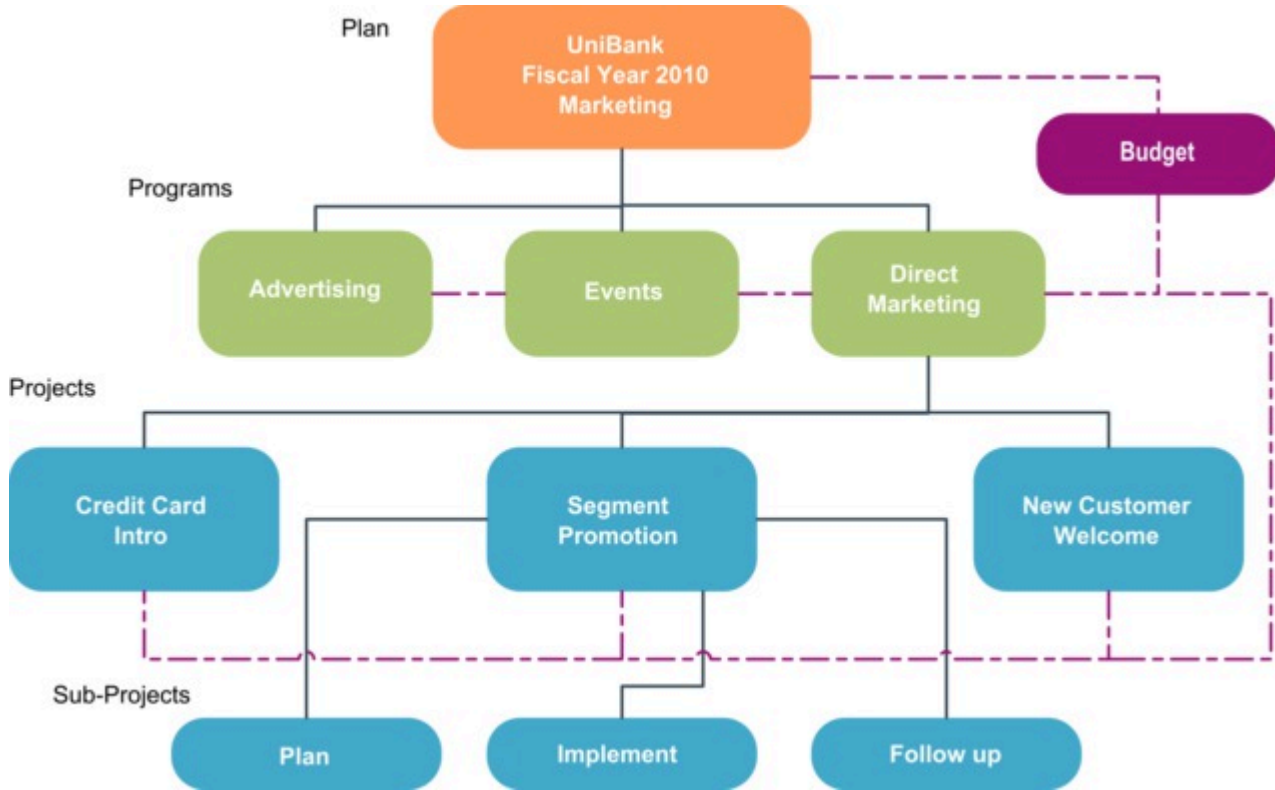 Plan
UniBank
Fiscal Year 2010
Marketing
Budget
Programs
Advertising
Events
Direct
Marketing
Projects
Credit Card
Intro
Segment
Promotion
New Customer
Welcome
Sub-Projects
Plan
Implement
Follow up